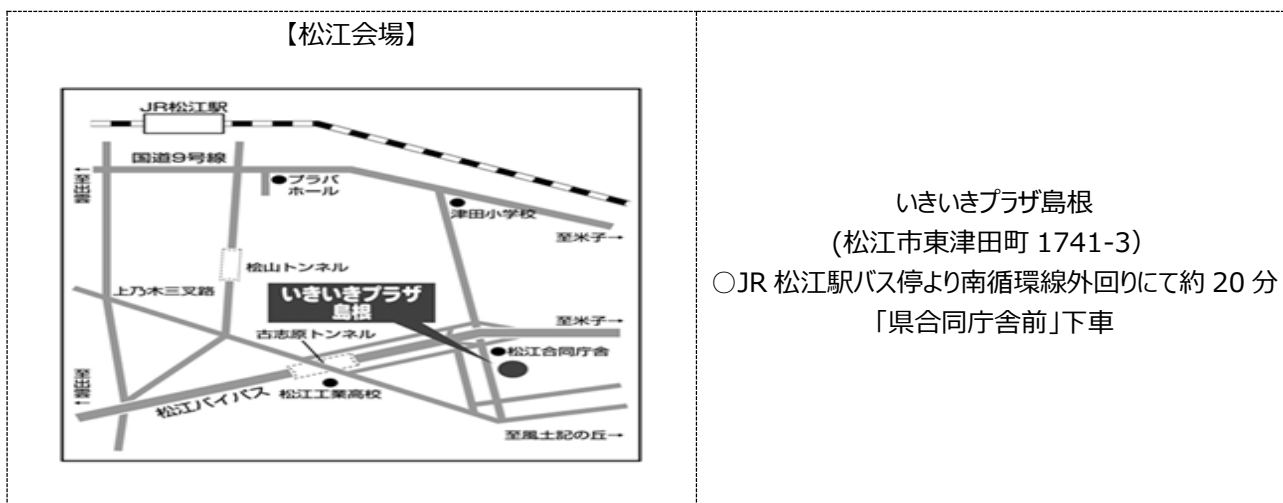 【松江会場】
JR松江駅
国道9号線
←至出雲
プラバ
ホール
津田小学校
至米子→
桧山トンネル
上乃木三叉路
いきいきプラザ
島根
至米子→
古志原トンネル
松江合同庁舎
至出雲←
松江工業高校
松江バイパス
至風土記の丘→
いきいきプラザ島根
(松江市東津田町 1741-3)
○JR 松江駅バス停より南循環線外回りにて約 20 分
「県合同庁舎前」下車